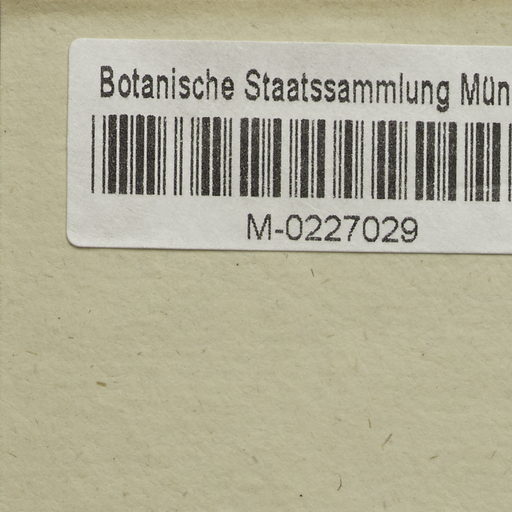 Botanische Staatssammlung Mün
M-0227029